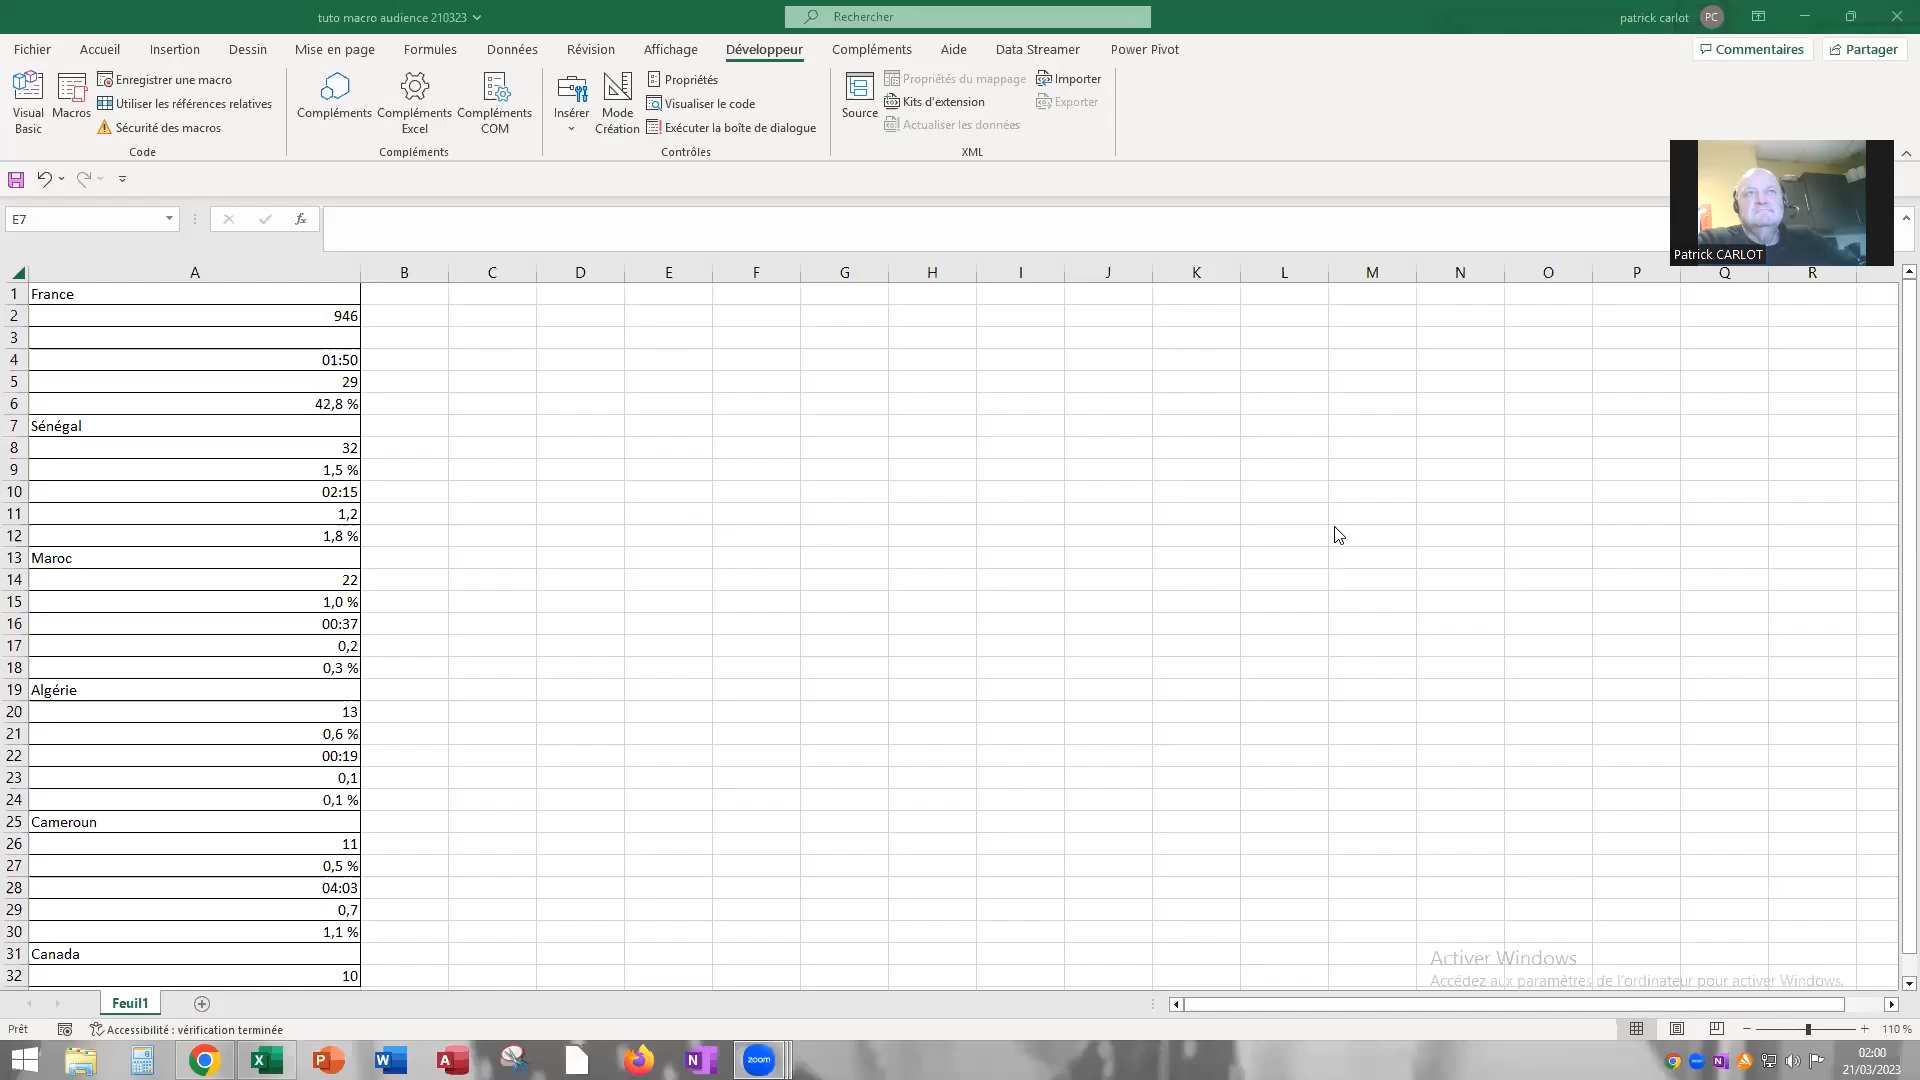 tuto macro audience 210323
Rechercher
patrick carlot
PC
Fichier Accueil Insertion Dessin Mise en page Formules Données Révision Affichage Développeur Compléments Aide Data Streamer Power Pivot
Commentaires
Partager
Visual Basic
Macros
Enregistrer une macro
Utiliser les références relatives
Sécurité des macros
Code
Compléments
Compléments Excel
Compléments COM
Compléments
Insérer
Mode Création
Propriétés
Visualiser le code
Exécuter la boîte de dialogue
Contrôles
Source
Propriétés du mappage
Kits d'extension
Actualiser les données
Importer
Exporter
XML
Patrick CARLOT
E7
fx
A B C D E F G H I J K L M N O P Q R
1 France
2 946
3
4 01:50
5 29
6 42,8 %
7 Sénégal
8 32
9 1,5 %
10 02:15
11 1,2
12 1,8 %
13 Maroc
14 22
15 1,0 %
16 00:37
17 0,2
18 0,3 %
19 Algérie
20 13
21 0,6 %
22 00:19
23 0,1
24 0,1 %
25 Cameroun
26 11
27 0,5 %
28 04:03
29 0,7
30 1,1 %
31 Canada
32 10
Activer Windows
Accédez aux paramètres de l'ordinateur pour activer Windows.
Feuil1
Prêt
Accessibilité : vérification terminée
110 %
zoom
02:00
21/03/2023